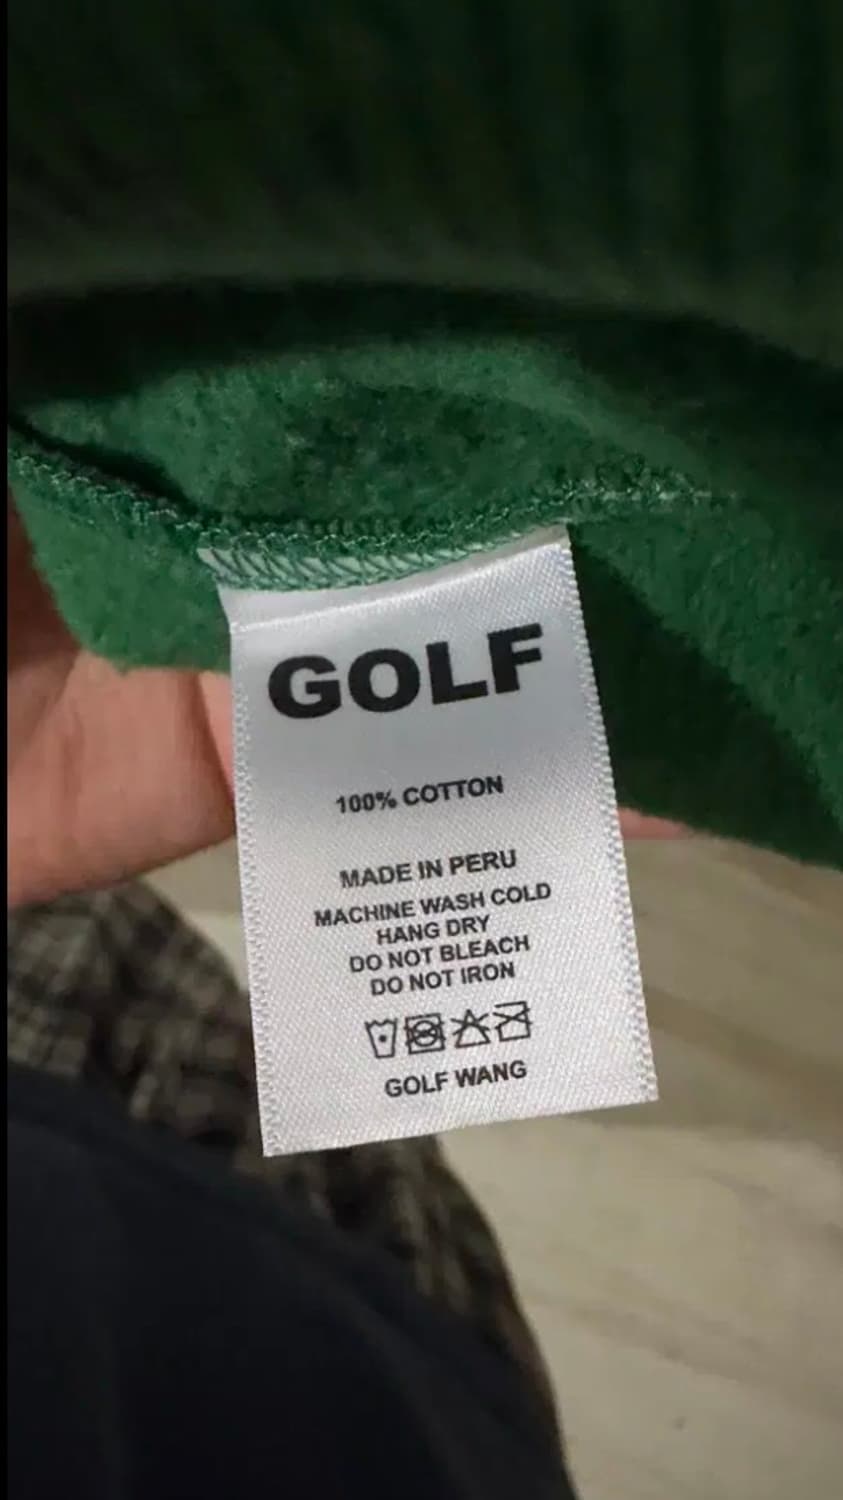 GOLF
100% COTTON
MADE IN PERU
MACHINE WASH COLD
HANG DRY
DO NOT BLEACH
DO NOT IRON
GOLF WANG